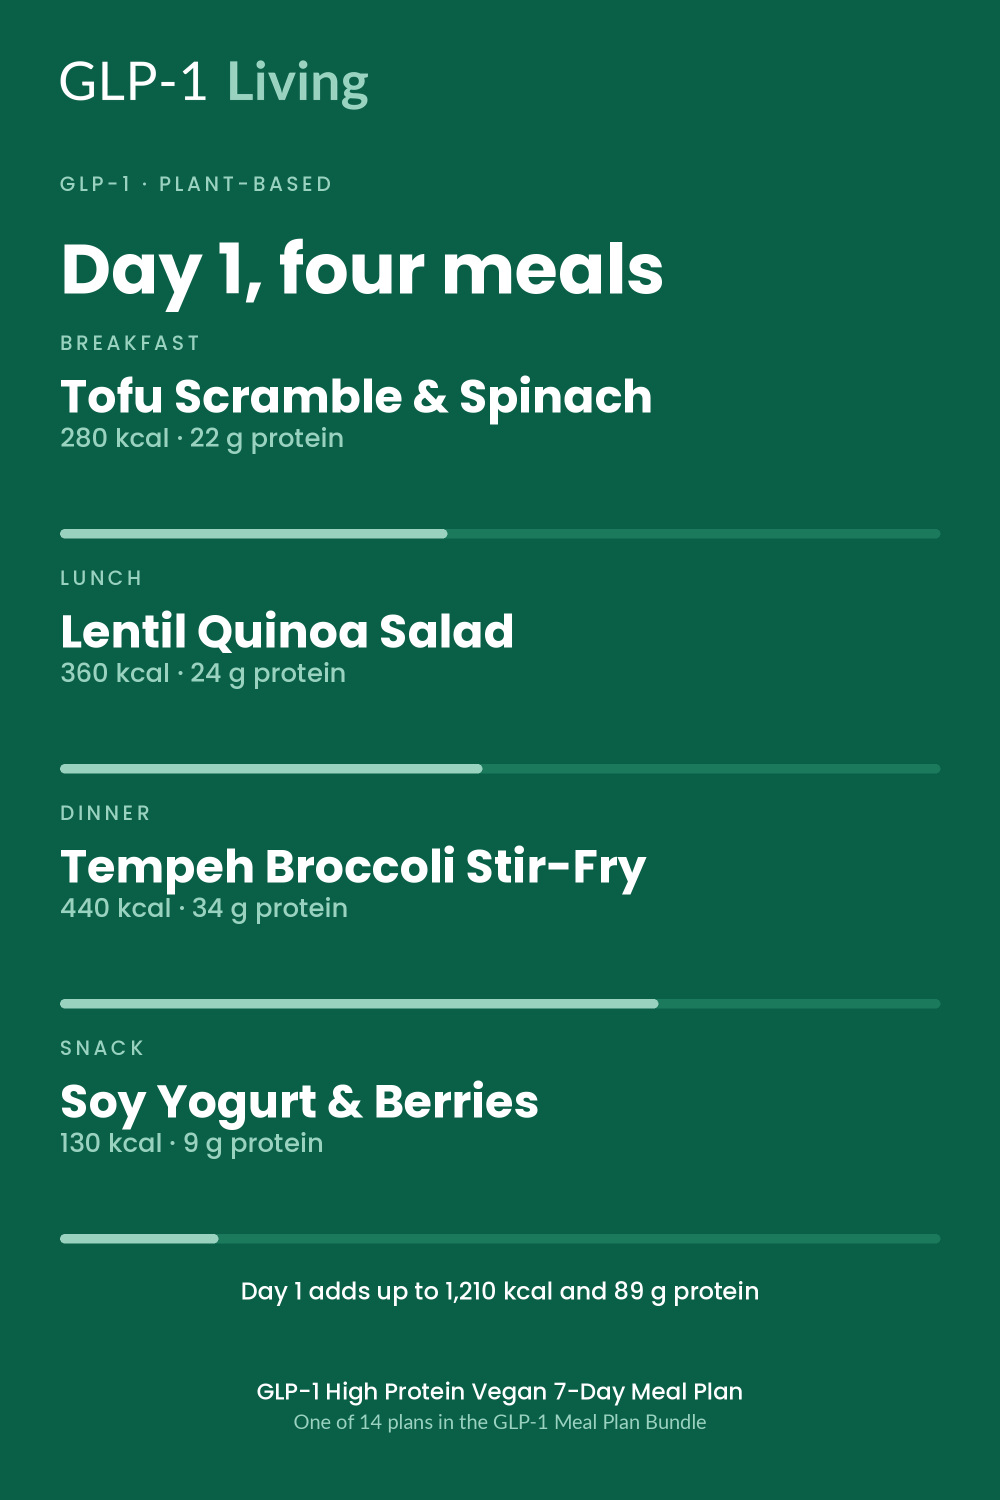 GLP-1 Living
GLP-1 · PLANT-BASED
Day 1, four meals
BREAKFAST
Tofu Scramble & Spinach
280 kcal · 22 g protein
LUNCH
Lentil Quinoa Salad
360 kcal · 24 g protein
DINNER
Tempeh Broccoli Stir-Fry
440 kcal · 34 g protein
SNACK
Soy Yogurt & Berries
130 kcal · 9 g protein
Day 1 adds up to 1,210 kcal and 89 g protein
GLP-1 High Protein Vegan 7-Day Meal Plan
One of 14 plans in the GLP-1 Meal Plan Bundle